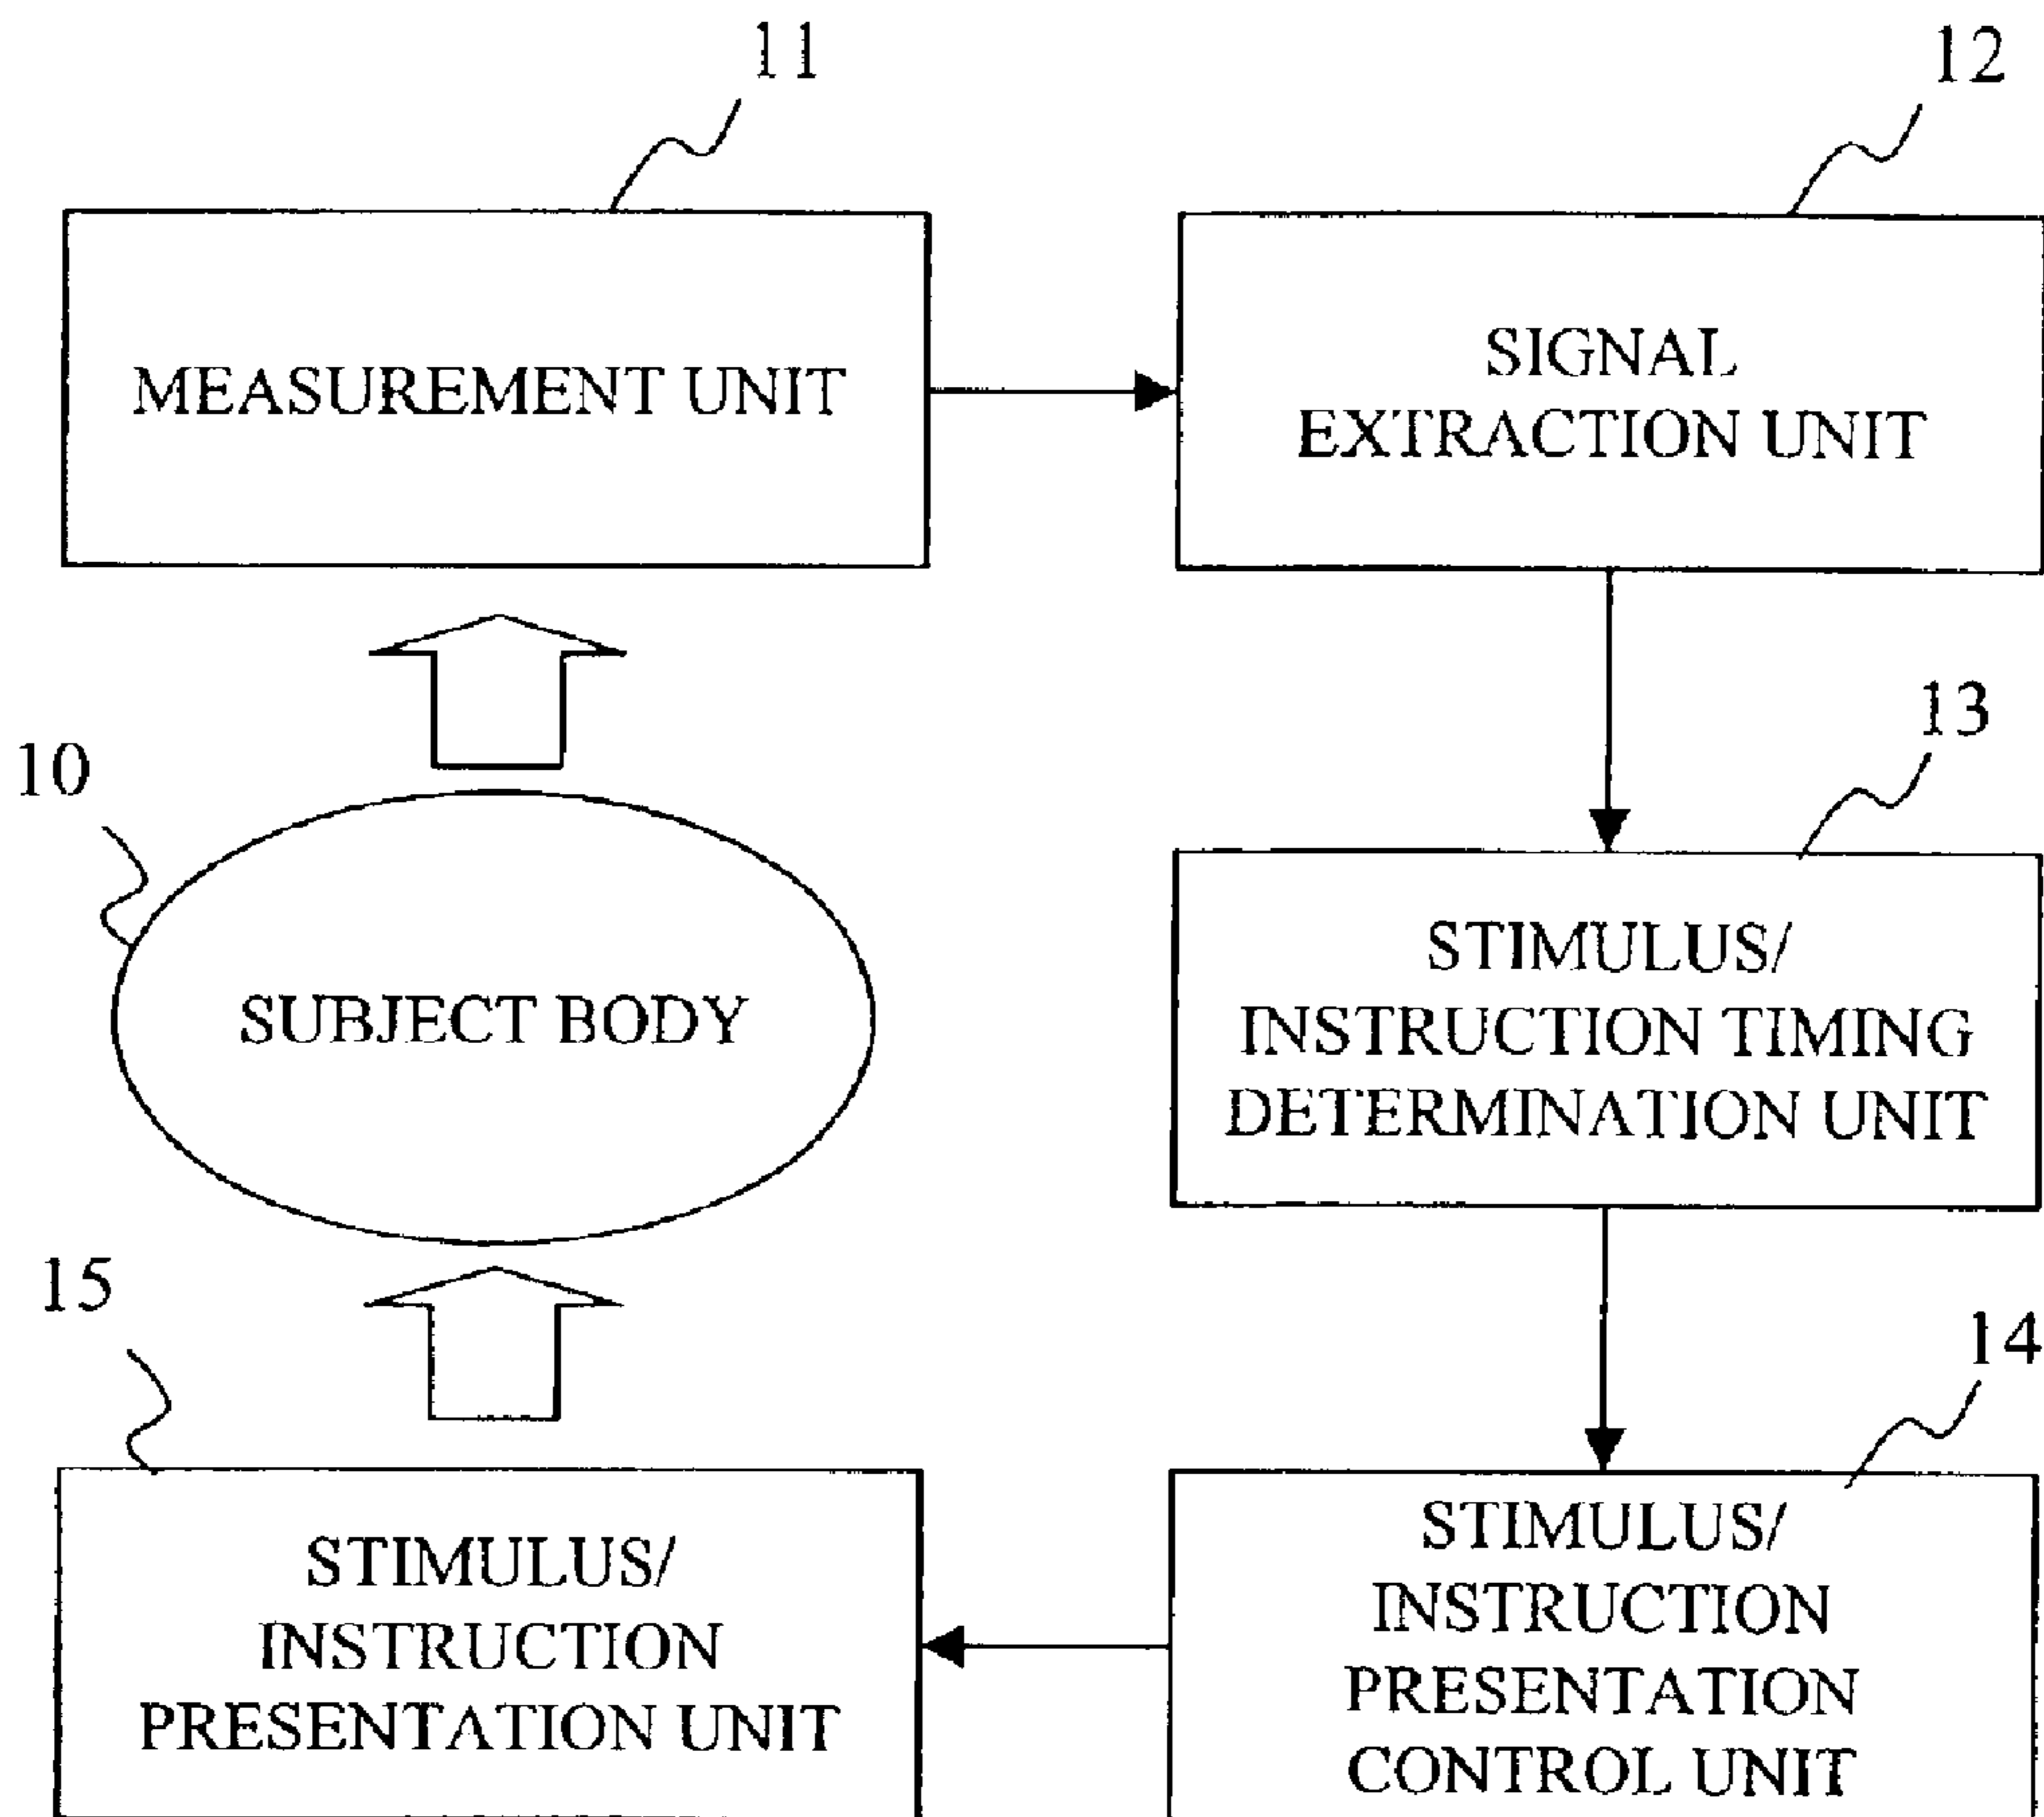 11
12
MEASUREMENT UNIT
SIGNAL
EXTRACTION UNIT
10
13
SUBJECT BODY
STIMULUS/
INSTRUCTION TIMING
DETERMINATION UNIT
15
14
STIMULUS/
INSTRUCTION
PRESENTATION UNIT
STIMULUS/
INSTRUCTION
PRESENTATION
CONTROL UNIT